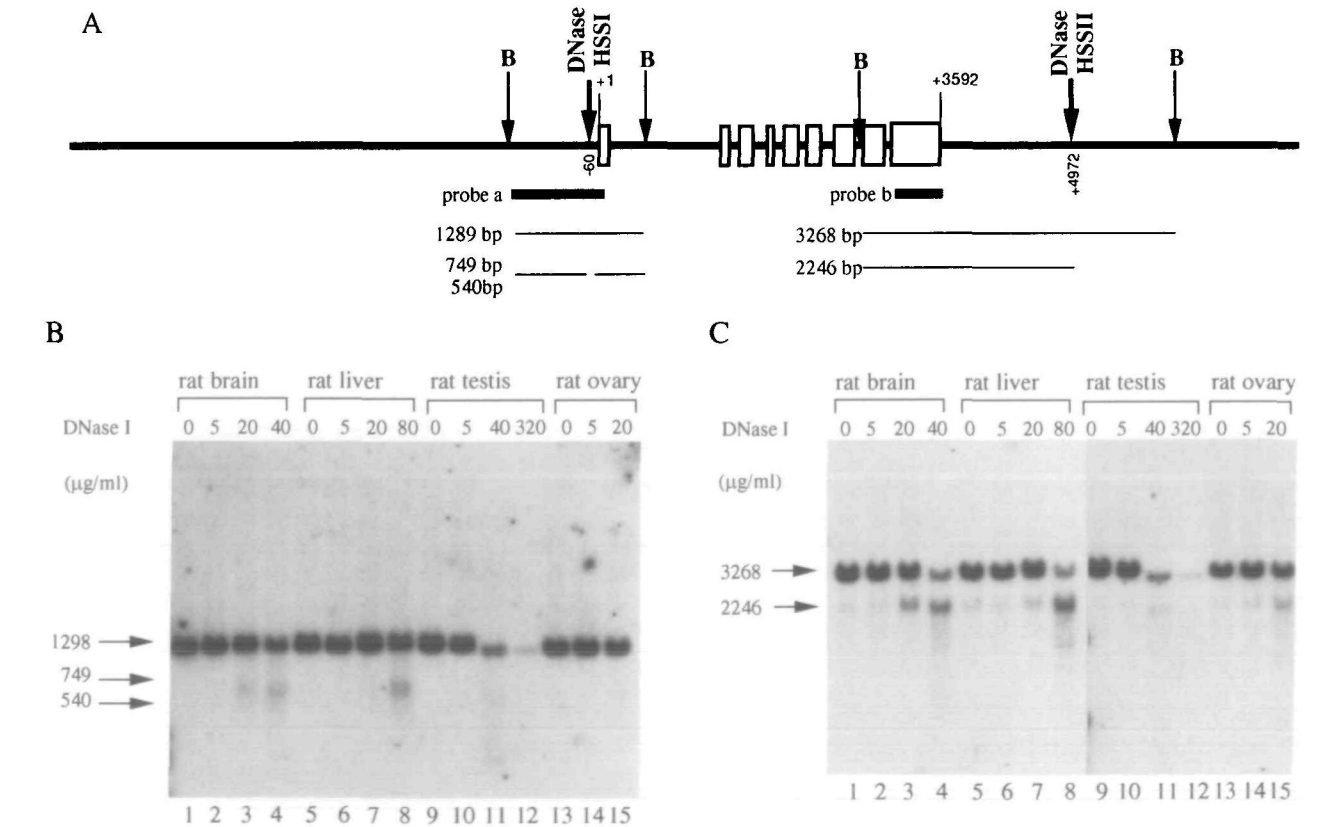 A
B
DNase
HSSI
+1
B
B
+3592
DNase
HSSII
B
-60
+4972
probe a
probe b
1289 bp
3268 bp
749 bp
2246 bp
540bp
B
C
rat brain rat liver rat testis rat ovary
DNase I 0 5 20 40 0 5 20 80 0 5 40 320 0 5 20
(μg/ml)
1298
749
540
1 2 3 4 5 6 7 8 9 10 11 12 13 14 15
rat brain rat liver rat testis rat ovary
DNase I 0 5 20 40 0 5 20 80 0 5 40 320 0 5 20
(μg/ml)
3268
2246
1 2 3 4 5 6 7 8 9 10 11 12 13 14 15